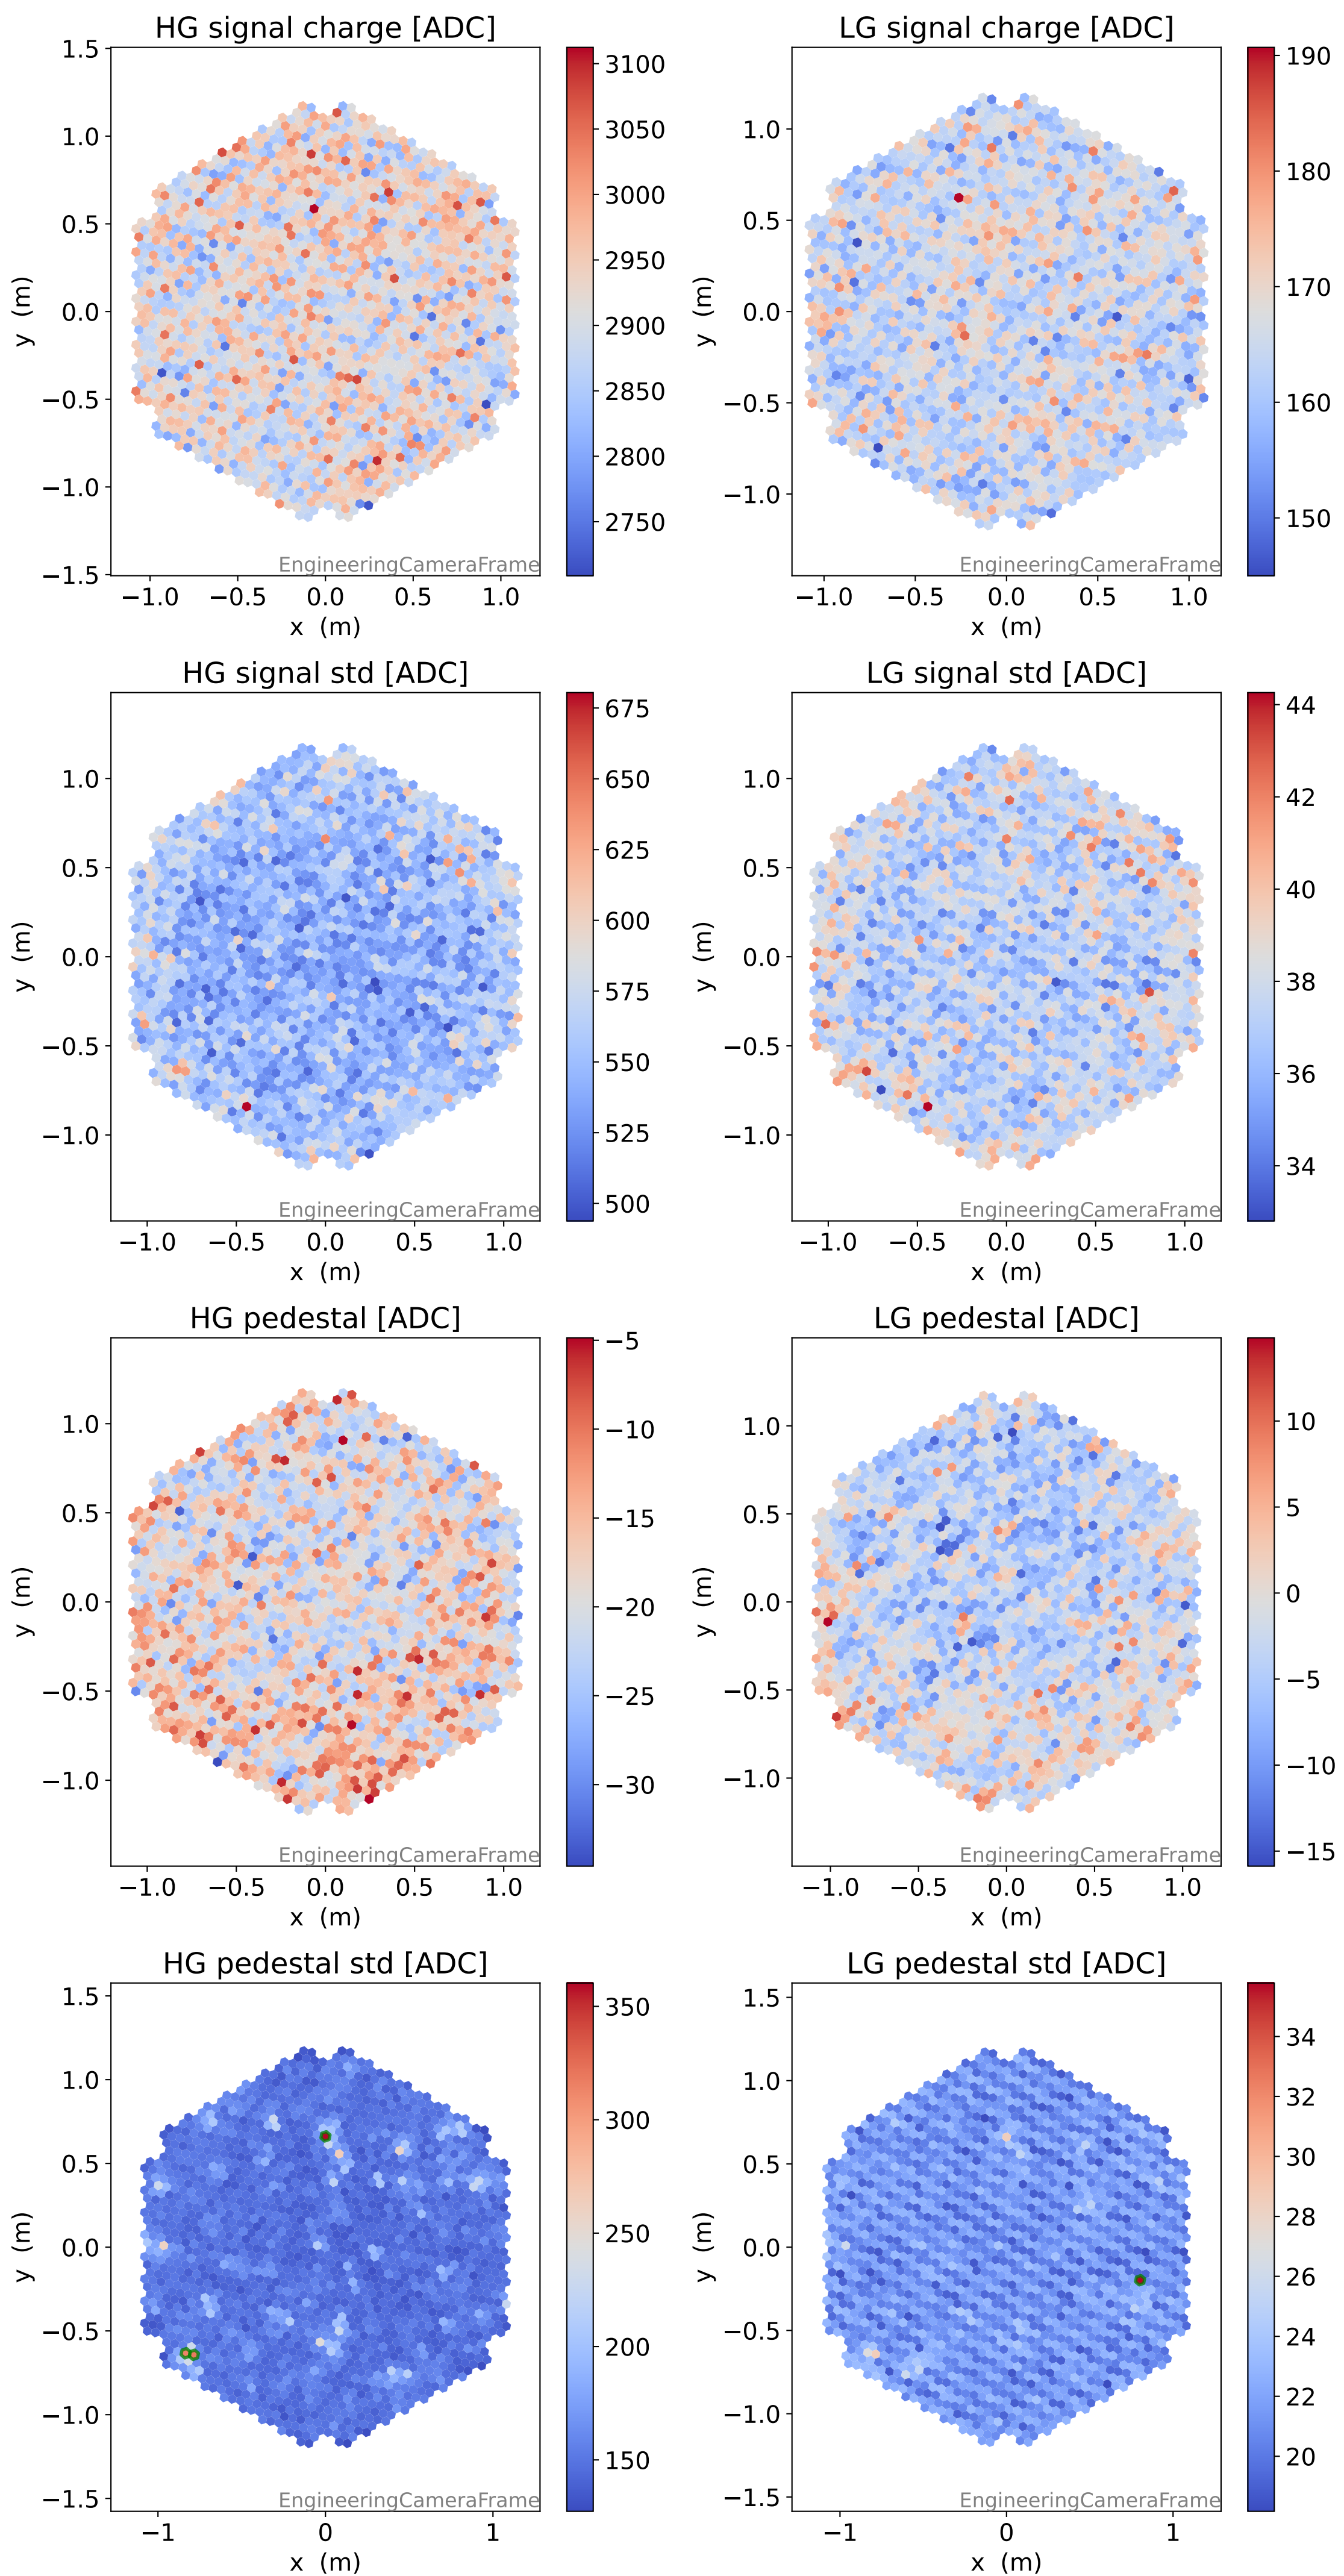 HG signal charge [ADC]
1.5
1.0
0.5
0.0
−0.5
−1.0
−1.5
y (m)
−1.0 −0.5 0.0 0.5 1.0
x (m)
EngineeringCameraFrame
3100
3050
3000
2950
2900
2850
2800
2750
LG signal charge [ADC]
1.0
0.5
0.0
−0.5
−1.0
y (m)
−1.0 −0.5 0.0 0.5 1.0
x (m)
EngineeringCameraFrame
190
180
170
160
150
HG signal std [ADC]
1.0
0.5
0.0
−0.5
−1.0
y (m)
−1.0 −0.5 0.0 0.5 1.0
x (m)
EngineeringCameraFrame
675
650
625
600
575
550
525
500
LG signal std [ADC]
1.0
0.5
0.0
−0.5
−1.0
y (m)
−1.0 −0.5 0.0 0.5 1.0
x (m)
EngineeringCameraFrame
44
42
40
38
36
34
HG pedestal [ADC]
1.0
0.5
0.0
−0.5
−1.0
y (m)
−1.0 −0.5 0.0 0.5 1.0
x (m)
EngineeringCameraFrame
−5
−10
−15
−20
−25
−30
LG pedestal [ADC]
1.0
0.5
0.0
−0.5
−1.0
y (m)
−1.0 −0.5 0.0 0.5 1.0
x (m)
EngineeringCameraFrame
10
5
0
−5
−10
−15
HG pedestal std [ADC]
1.5
1.0
0.5
0.0
−0.5
−1.0
−1.5
y (m)
−1 0 1
x (m)
EngineeringCameraFrame
350
300
250
200
150
LG pedestal std [ADC]
1.5
1.0
0.5
0.0
−0.5
−1.0
−1.5
y (m)
−1 0 1
x (m)
EngineeringCameraFrame
34
32
30
28
26
24
22
20